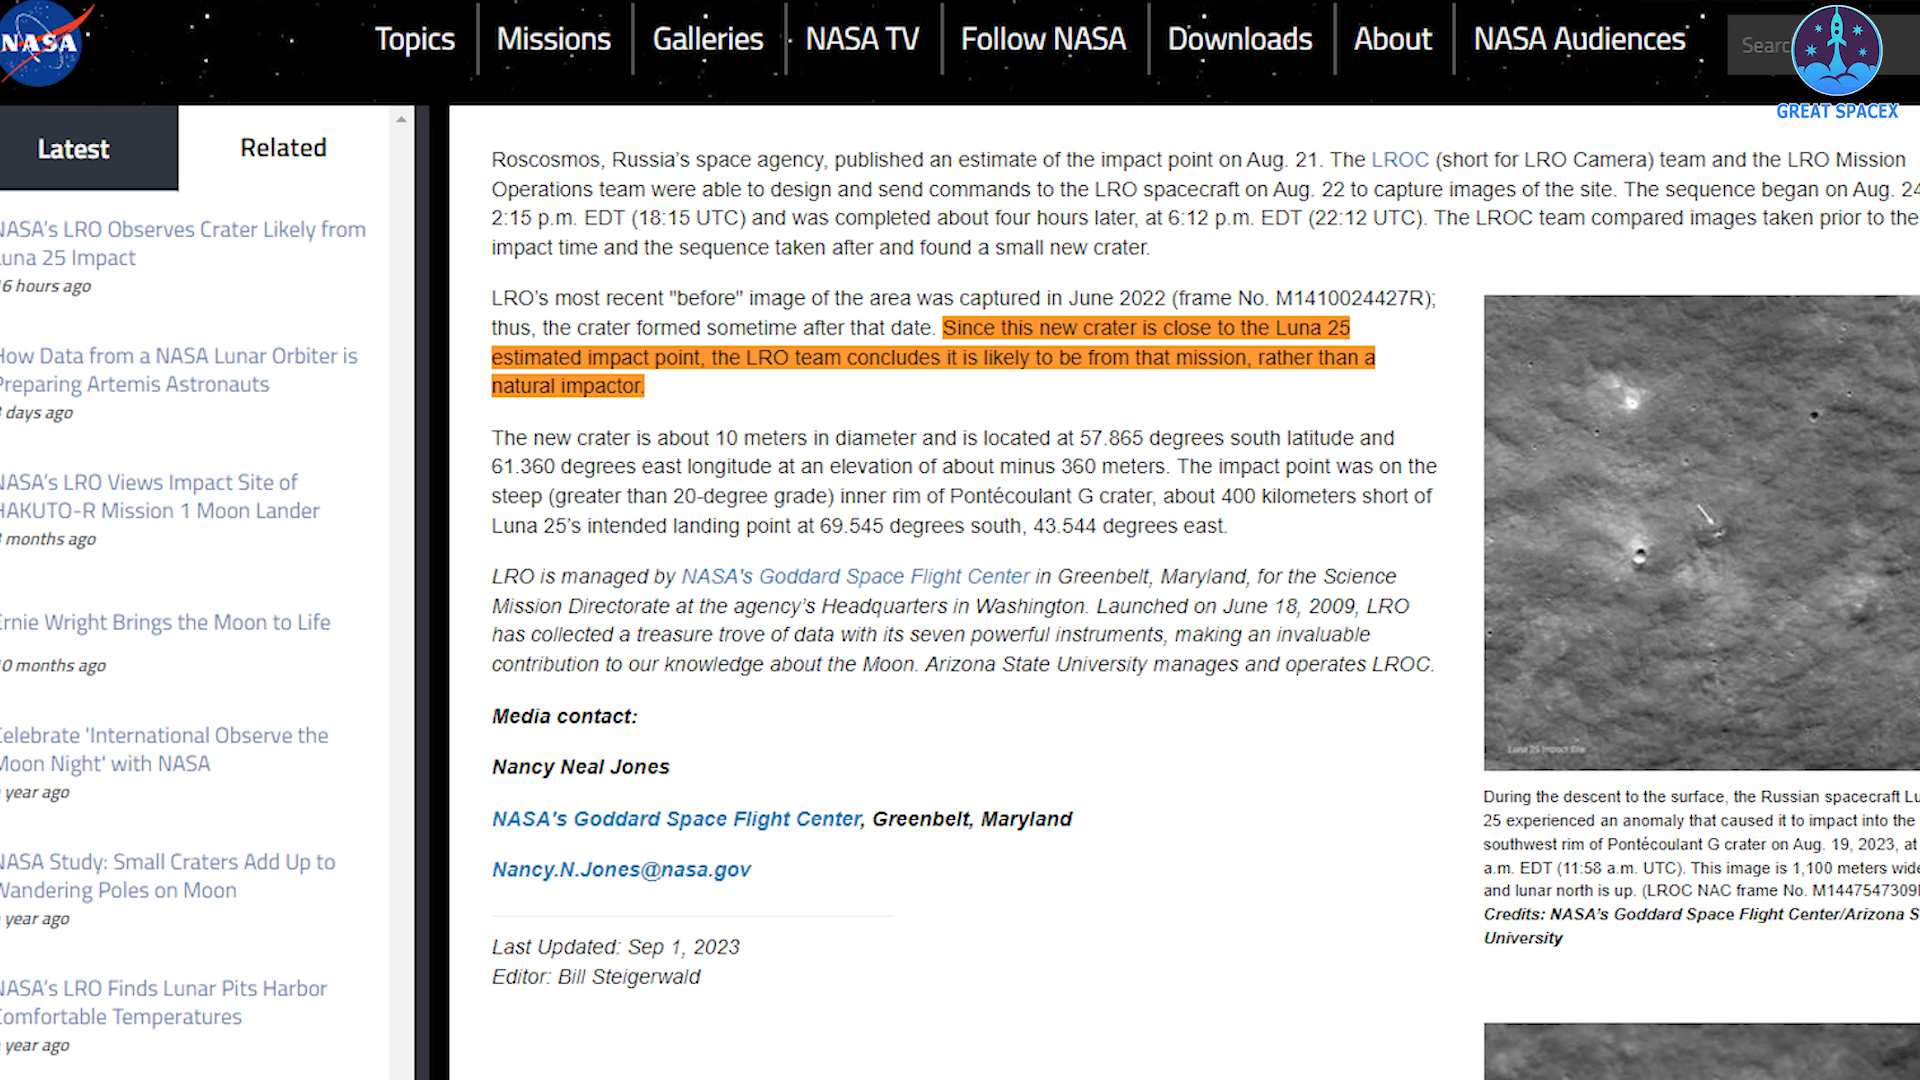 NASA
Topics
Missions
Galleries
NASA TV
Follow NASA
Downloads
About
NASA Audiences
Searc
GREAT SPACEX
Latest
Related
NASA's LRO Observes Crater Likely from
Luna 25 Impact
16 hours ago
How Data from a NASA Lunar Orbiter is
Preparing Artemis Astronauts
days ago
NASA's LRO Views Impact Site of
HAKUTO-R Mission 1 Moon Lander
months ago
Ernie Wright Brings the Moon to Life
10 months ago
Celebrate 'International Observe the
Moon Night' with NASA
year ago
NASA Study: Small Craters Add Up to
Wandering Poles on Moon
year ago
NASA's LRO Finds Lunar Pits Harbor
Comfortable Temperatures
year ago
Roscosmos, Russia's space agency, published an estimate of the impact point on Aug. 21. The LROC (short for LRO Camera) team and the LRO Mission
Operations team were able to design and send commands to the LRO spacecraft on Aug. 22 to capture images of the site. The sequence began on Aug. 24
2:15 p.m. EDT (18:15 UTC) and was completed about four hours later, at 6:12 p.m. EDT (22:12 UTC). The LROC team compared images taken prior to the
impact time and the sequence taken after and found a small new crater.
LRO's most recent "before" image of the area was captured in June 2022 (frame No. M1410024427R);
thus, the crater formed sometime after that date. Since this new crater is close to the Luna 25
estimated impact point, the LRO team concludes it is likely to be from that mission, rather than a
natural impactor.
The new crater is about 10 meters in diameter and is located at 57.865 degrees south latitude and
61.360 degrees east longitude at an elevation of about minus 360 meters. The impact point was on the
steep (greater than 20-degree grade) inner rim of Pontécoulant G crater, about 400 kilometers short of
Luna 25's intended landing point at 69.545 degrees south, 43.544 degrees east.
LRO is managed by NASA's Goddard Space Flight Center in Greenbelt, Maryland, for the Science
Mission Directorate at the agency's Headquarters in Washington. Launched on June 18, 2009, LRO
has collected a treasure trove of data with its seven powerful instruments, making an invaluable
contribution to our knowledge about the Moon. Arizona State University manages and operates LROC.
Media contact:
Nancy Neal Jones
NASA's Goddard Space Flight Center, Greenbelt, Maryland
Nancy.N.Jones@nasa.gov
Last Updated: Sep 1, 2023
Editor: Bill Steigerwald
Luna 25 Impact Site
During the descent to the surface, the Russian spacecraft Lu
25 experienced an anomaly that caused it to impact into the
southwest rim of Pontécoulant G crater on Aug. 19, 2023, at
a.m. EDT (11:58 a.m. UTC). This image is 1,100 meters wide
and lunar north is up. (LROC NAC frame No. M1447547309
Credits: NASA's Goddard Space Flight Center/Arizona S
University